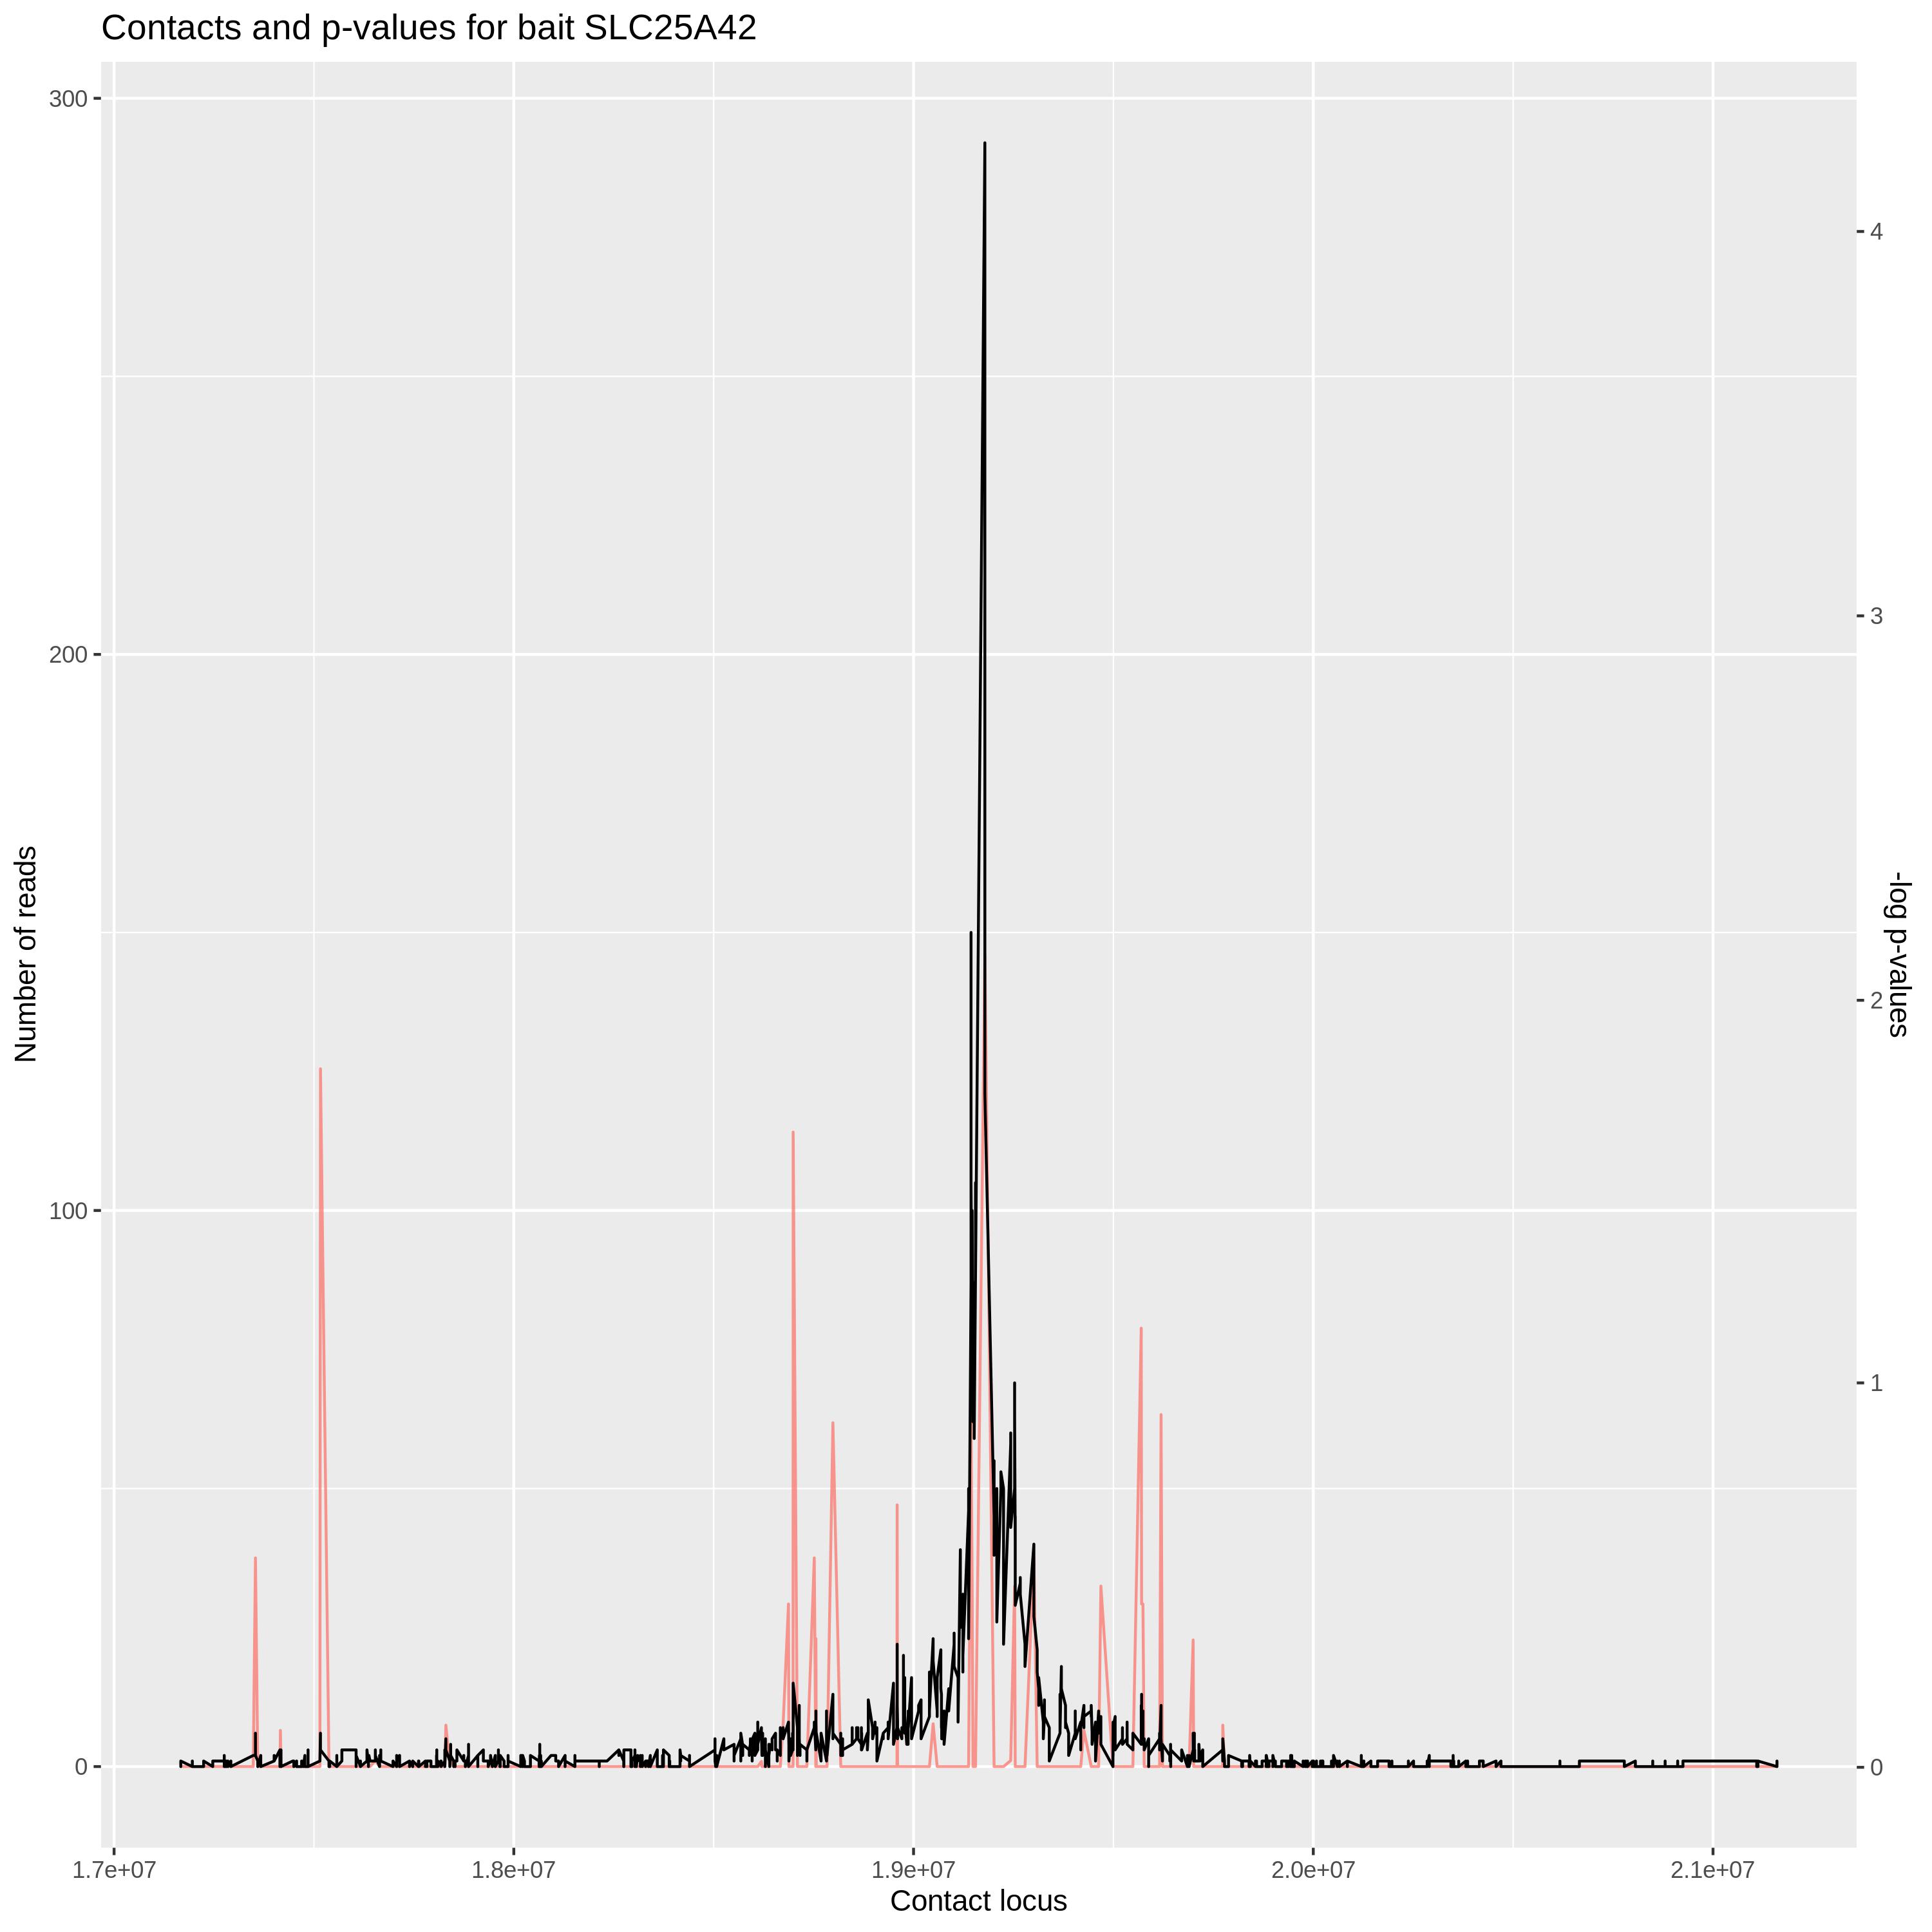 Contacts and p-values for bait SLC25A42
300
200
100
0
4
3
2
1
0
Number of reads
-log p-values
1.7e+07
1.8e+07
1.9e+07
2.0e+07
2.1e+07
Contact locus